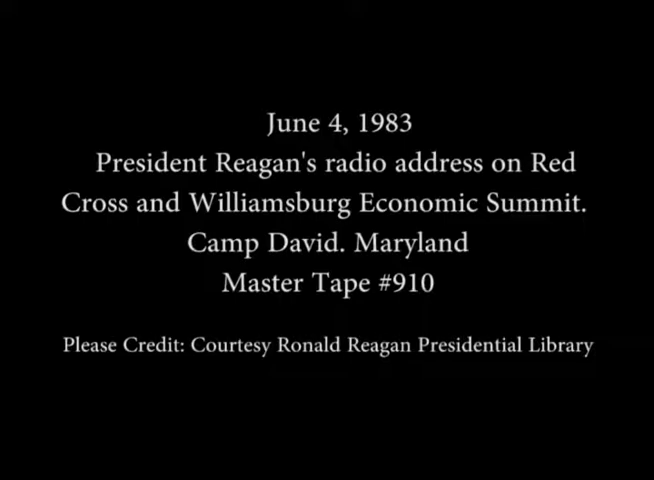 June 4, 1983
President Reagan's radio address on Red
Cross and Williamsburg Economic Summit.
Camp David. Maryland
Master Tape #910
Please Credit: Courtesy Ronald Reagan Presidential Library